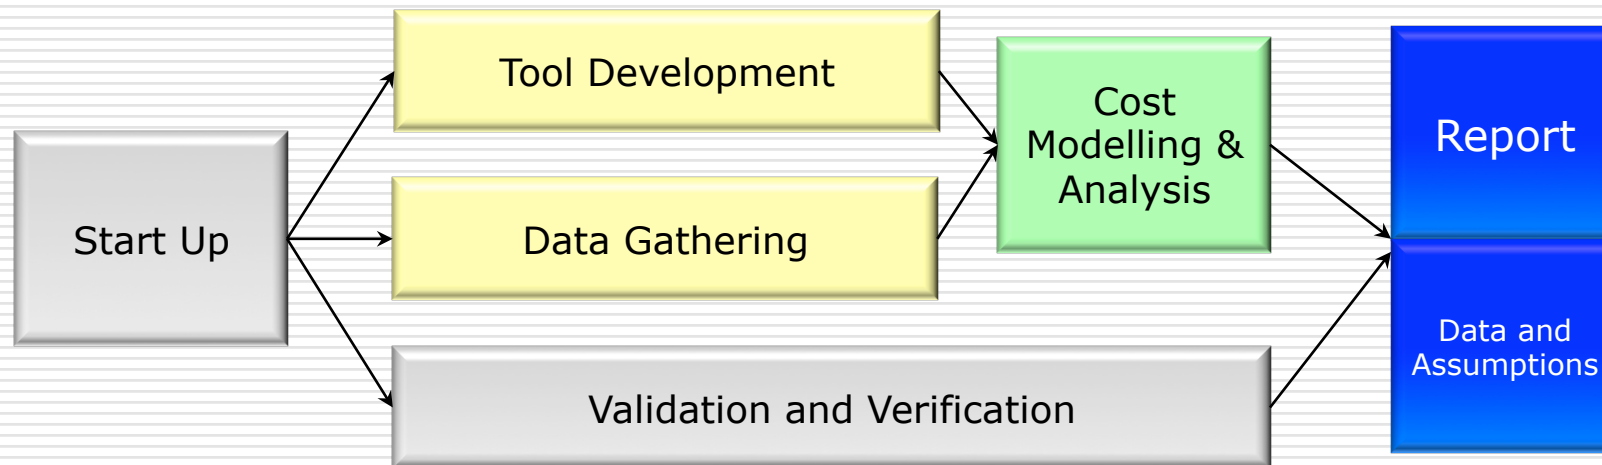 Start Up
Tool Development
Data Gathering
Validation and Verification
Cost
Modelling &
Analysis
Report
Data and
Assumptions